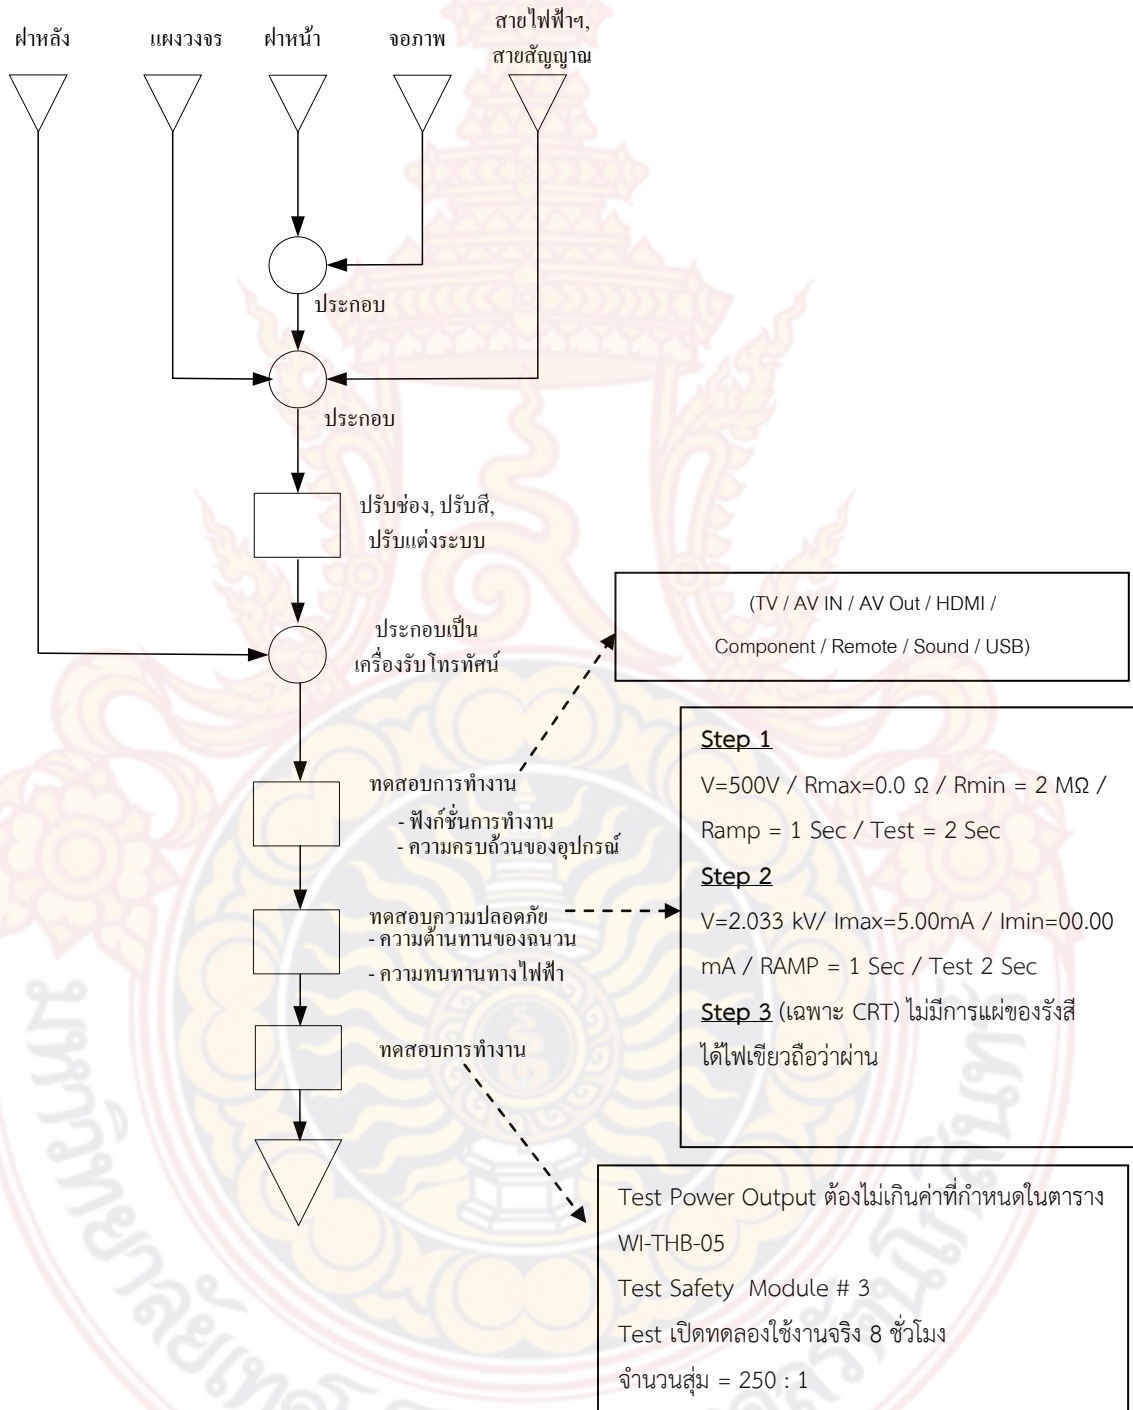 ฝาหลัง
แผงวงจร
ฝาหน้า
จอภาพ
สายไฟฟ้าฯ,
สายสัญญาณ
ประกอบ
ประกอบ
ปรับช่อง, ปรับสี,
ปรับแต่งระบบ
ประกอบเป็น
เครื่องรับโทรทัศน์
(TV / AV IN / AV Out / HDMI /
Component / Remote / Sound / USB)
ทดสอบการทำงาน
- ฟังก์ชั่นการทำงาน
- ความครบถ้วนของอุปกรณ์
Step 1
V=500V / Rmax=0.0 Ω / Rmin = 2 MΩ /
Ramp = 1 Sec / Test = 2 Sec
Step 2
V=2.033 kV/ Imax=5.00mA / Imin=00.00
mA / RAMP = 1 Sec / Test 2 Sec
Step 3 (เฉพาะ CRT) ไม่มีการแผ่ของรังสี
ได้ไฟเขียวถือว่าผ่าน
ทดสอบความปลอดภัย
- ความต้านทานของฉนวน
- ความทนทานทางไฟฟ้า
ทดสอบการทำงาน
Test Power Output ต้องไม่เกินค่าที่กำหนดในตาราง
WI-THB-05
Test Safety Module # 3
Test เปิดทดลองใช้งานจริง 8 ชั่วโมง
จำนวนสุ่ม = 250 : 1